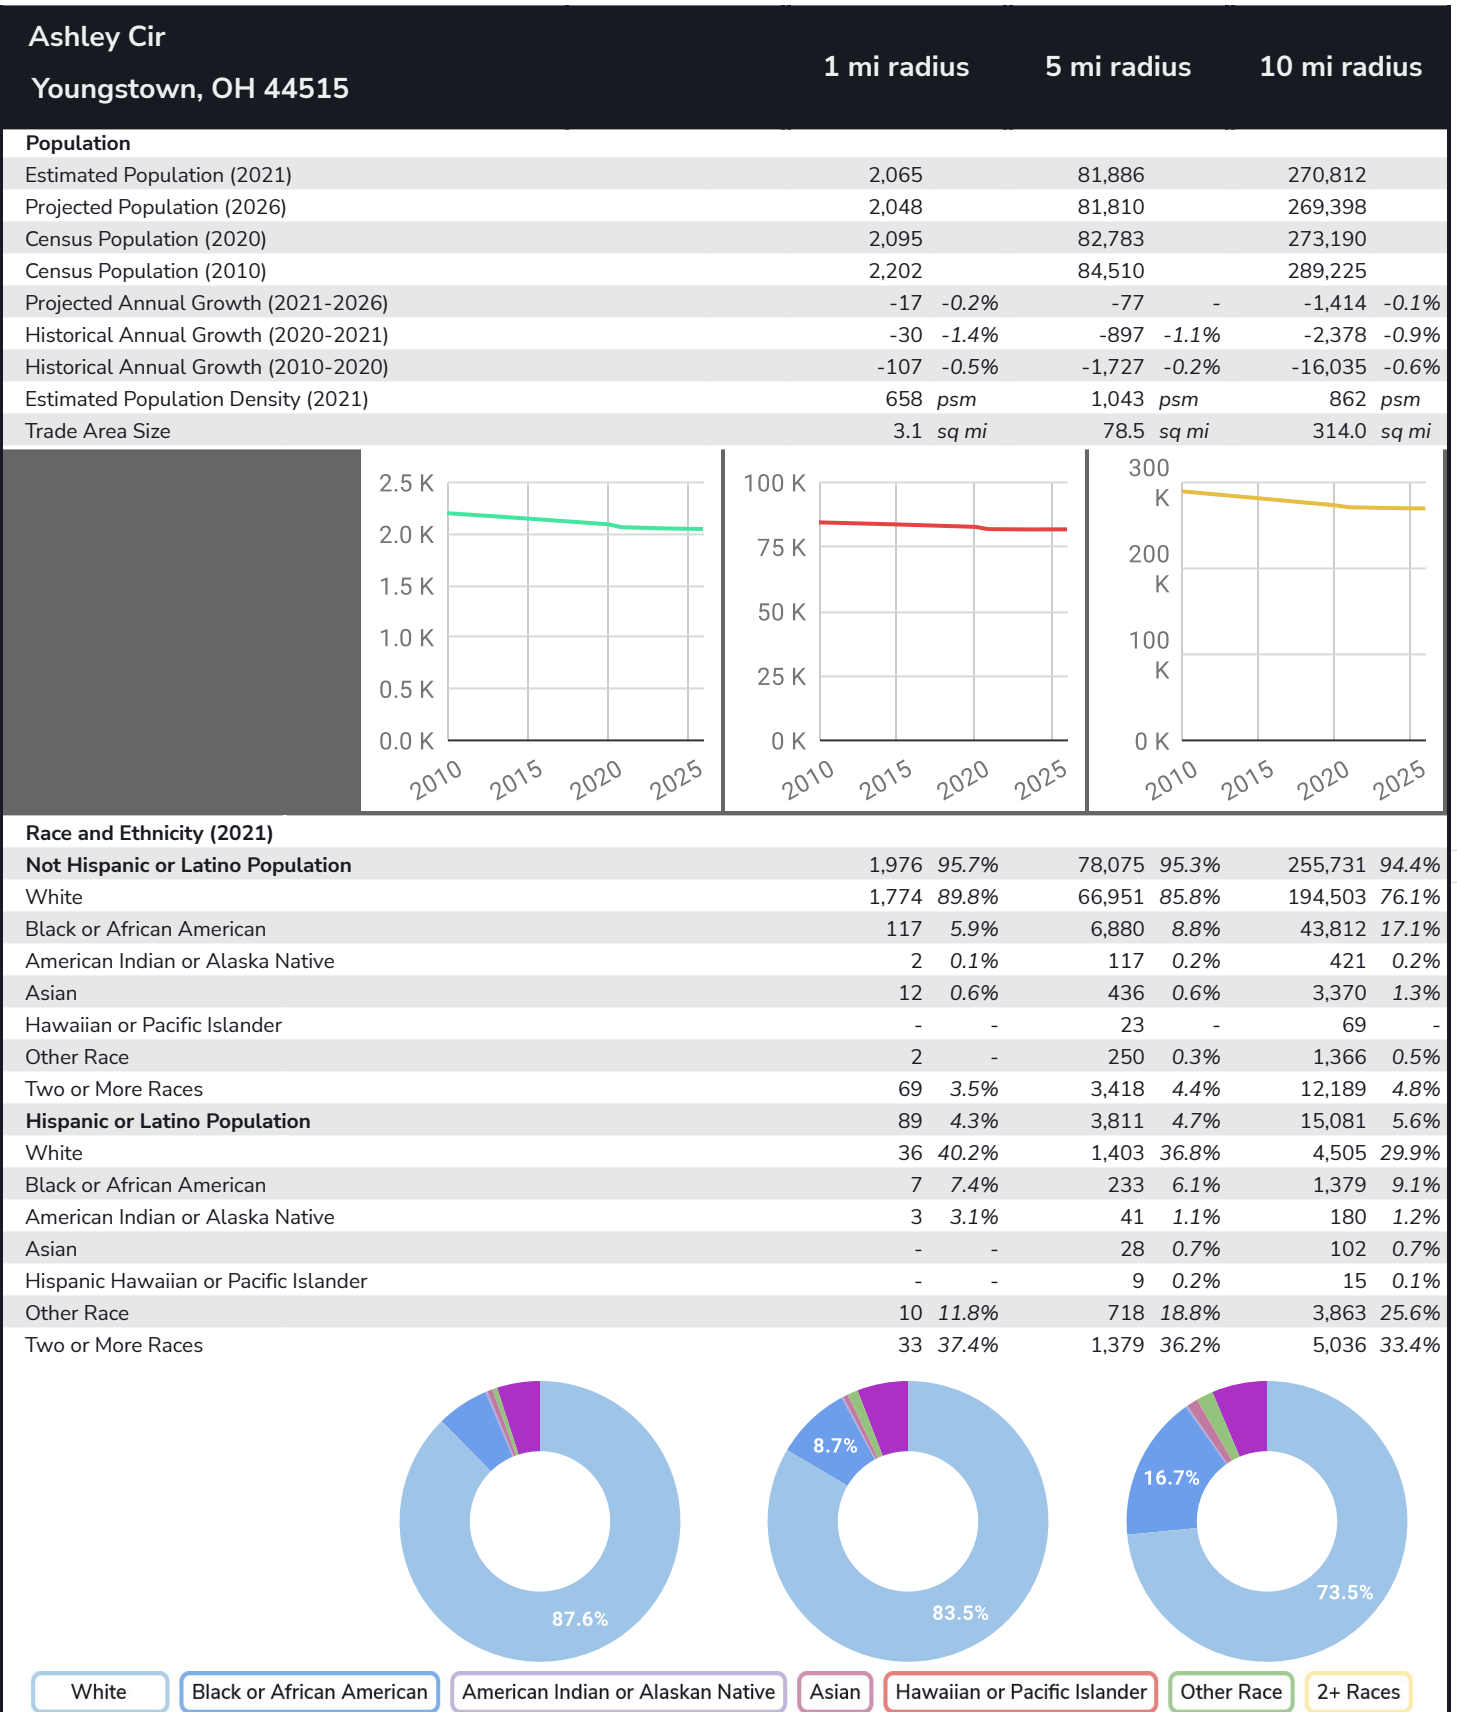 Ashley Cir
Youngstown, OH 44515
1 mi radius 5 mi radius 10 mi radius
Population
Estimated Population (2021) 2,065 81,886 270,812
Projected Population (2026) 2,048 81,810 269,398
Census Population (2020) 2,095 82,783 273,190
Census Population (2010) 2,202 84,510 289,225
Projected Annual Growth (2021-2026) -17 -0.2% -77 - -1,414 -0.1%
Historical Annual Growth (2020-2021) -30 -1.4% -897 -1.1% -2,378 -0.9%
Historical Annual Growth (2010-2020) -107 -0.5% -1,727 -0.2% -16,035 -0.6%
Estimated Population Density (2021) 658 psm 1,043 psm 862 psm
Trade Area Size 3.1 sq mi 78.5 sq mi 314.0 sq mi
2.5 K
2.0 K
1.5 K
1.0 K
0.5 K
0.0 K
2010 2015 2020 2025
100 K
75 K
50 K
25 K
0 K
2010 2015 2020 2025
300
K
200
K
100
K
0 K
2010 2015 2020 2025
Race and Ethnicity (2021)
Not Hispanic or Latino Population 1,976 95.7% 78,075 95.3% 255,731 94.4%
White 1,774 89.8% 66,951 85.8% 194,503 76.1%
Black or African American 117 5.9% 6,880 8.8% 43,812 17.1%
American Indian or Alaska Native 2 0.1% 117 0.2% 421 0.2%
Asian 12 0.6% 436 0.6% 3,370 1.3%
Hawaiian or Pacific Islander - - 23 - 69 -
Other Race 2 - 250 0.3% 1,366 0.5%
Two or More Races 69 3.5% 3,418 4.4% 12,189 4.8%
Hispanic or Latino Population 89 4.3% 3,811 4.7% 15,081 5.6%
White 36 40.2% 1,403 36.8% 4,505 29.9%
Black or African American 7 7.4% 233 6.1% 1,379 9.1%
American Indian or Alaska Native 3 3.1% 41 1.1% 180 1.2%
Asian - - 28 0.7% 102 0.7%
Hispanic Hawaiian or Pacific Islander - - 9 0.2% 15 0.1%
Other Race 10 11.8% 718 18.8% 3,863 25.6%
Two or More Races 33 37.4% 1,379 36.2% 5,036 33.4%
87.6%
8.7%
83.5%
16.7%
73.5%
White Black or African American American Indian or Alaskan Native Asian Hawaiian or Pacific Islander Other Race 2+ Races